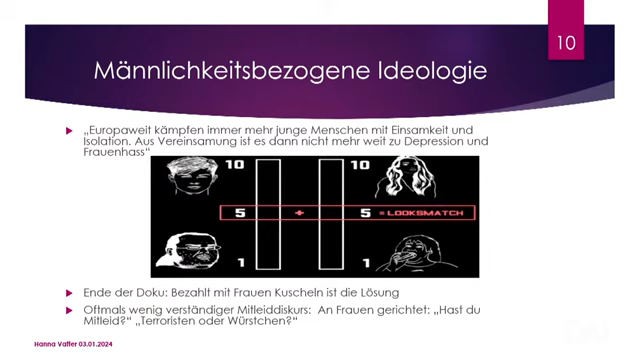 10
Männlichkeitsbezogene Ideologie
„Europaweit kämpfen immer mehr junge Menschen mit Einsamkeit und
Isolation. Aus Vereinsamung ist es dann nicht mehr weit zu Depression und
Frauenhass“
10 10
5 + 5 = LOOKSMATCH
1 1
Ende der Doku: Bezahlt mit Frauen Kuscheln ist die Lösung
Oftmals wenig verständiger Mitleiddiskurs: An Frauen gerichtet: „Hast du
Mitleid?“ „Terroristen oder Würstchen?“
Hanna Vatter 03.01.2024